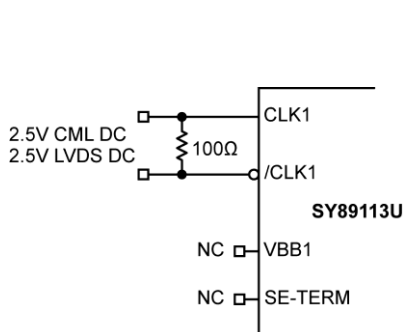 CLK1
2.5V CML DC
2.5V LVDS DC
100Ω
/CLK1
SY89113U
NC
VBB1
NC
SE-TERM